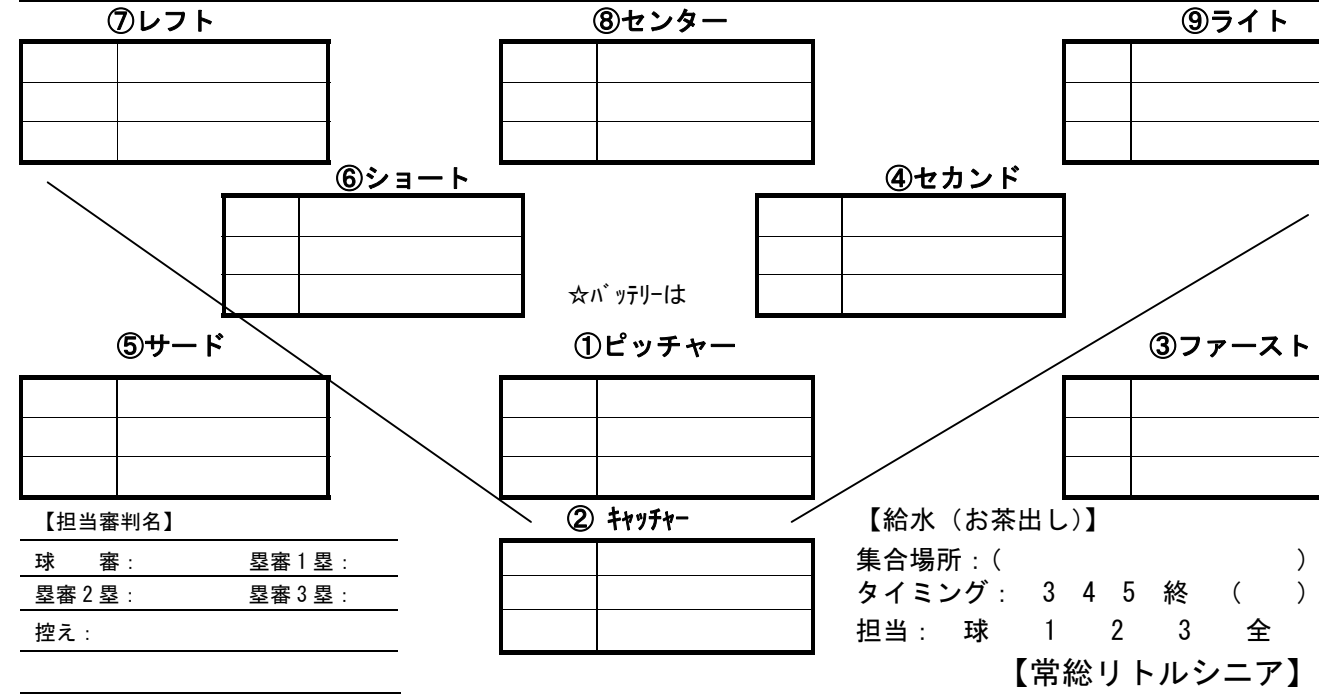 ⑦レフト ⑧センター ⑨ライト
⑥ショート ④セカンド
☆ﾊﾞｯﾃﾘｰは
⑤サード ①ピッチャー ③ファースト
【担当審判名】 ② ｷｬｯﾁｬｰ 【給水（お茶出し）】
球　審： 塁審1塁： 集合場所：(　　　)
塁審2塁： 塁審3塁： タイミング： 3 4 5 終 (　)
控え： 担当： 球 1 2 3 全
【常総リトルシニア】